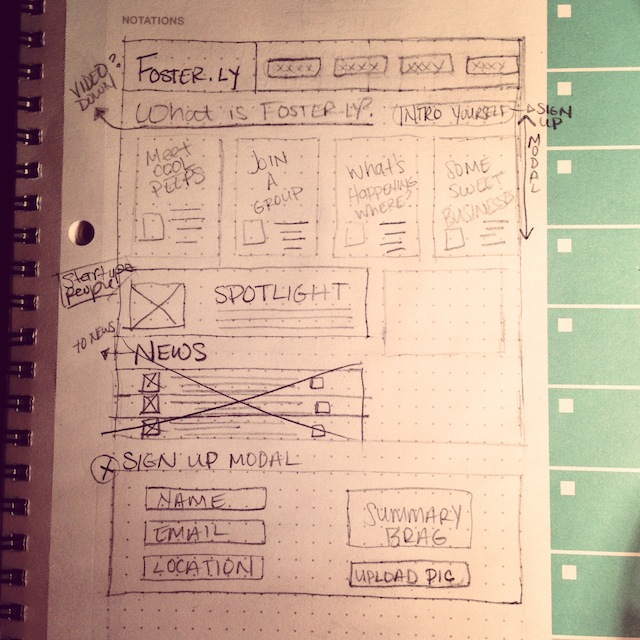 NOTATIONS
VIDEO?
DOWN
FOSTER.LY
XXXX
XXXX
XXXX
XXXX
What is FOSTER.LY?
INTRO YOURSELF
SIGN
UP
MODAL
Meet
COOL
PEEPS
JOIN
A
GROUP
What's
Happening
WHERE?
SOME
SWEET
BUSINESS
Startups
People
SPOTLIGHT
TO NEWS
NEWS
X SIGN UP MODAL
NAME
EMAIL
LOCATION
SUMMARY
BRAG
UPLOAD PIC